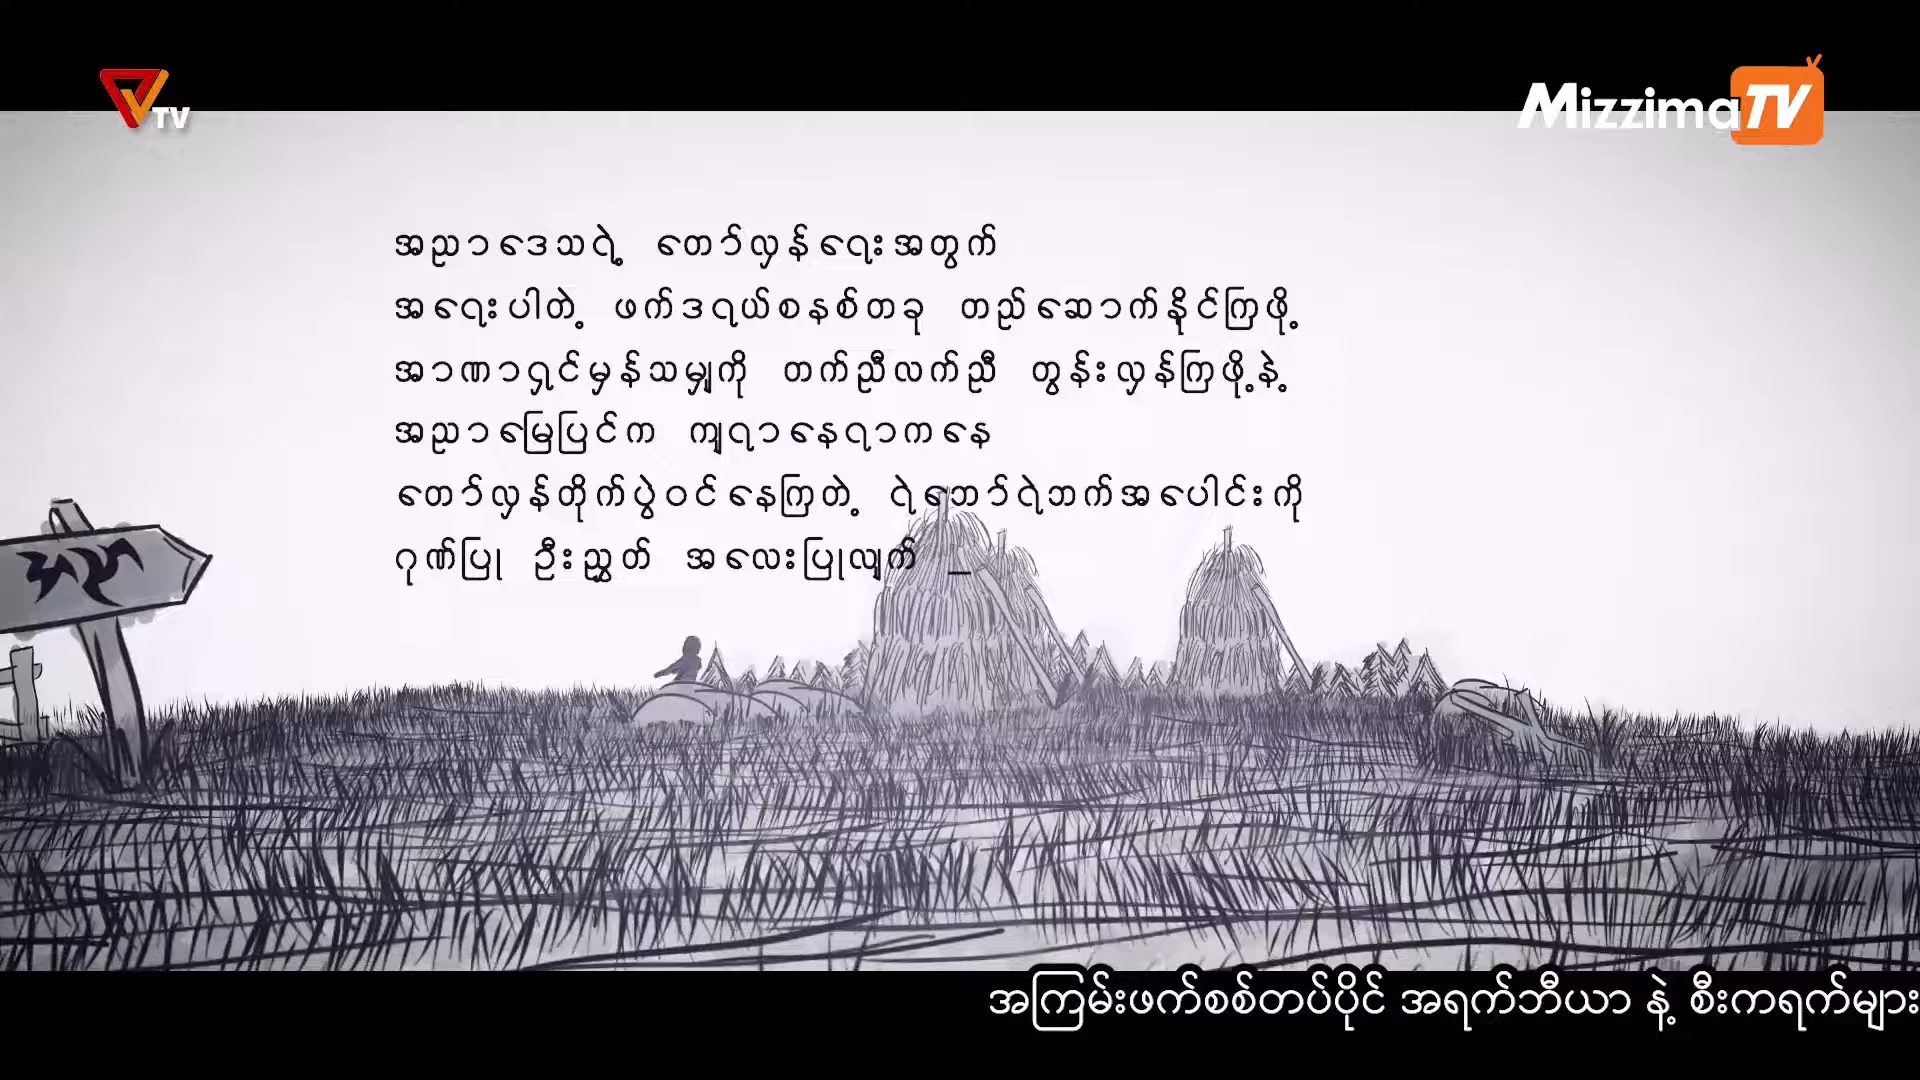 TV
MizzimaTV
အညာဒေသရဲ့ တော်လှန်ရေးအတွက်
အရေးပါတဲ့ ဖက်ဒရယ်စနစ်တခု တည်ဆောက်နိုင်ကြဖို့
အာဏာရှင်မှန်သမျှကို တက်ညီလက်ညီ တွန်းလှန်ကြဖို့နဲ့
အညာမြေပြင်က ကျရာနေရာကနေ
တော်လှန်တိုက်ပွဲဝင်နေကြတဲ့ ရဲဘော်ရဲဘက်အပေါင်းကို
ဂုဏ်ပြု ဦးညွှတ် အလေးပြုလျက် _
အညာ
အကြမ်းဖက်စစ်တပ်ပိုင် အရက်ဘီယာ နဲ့ စီးကရက်များ